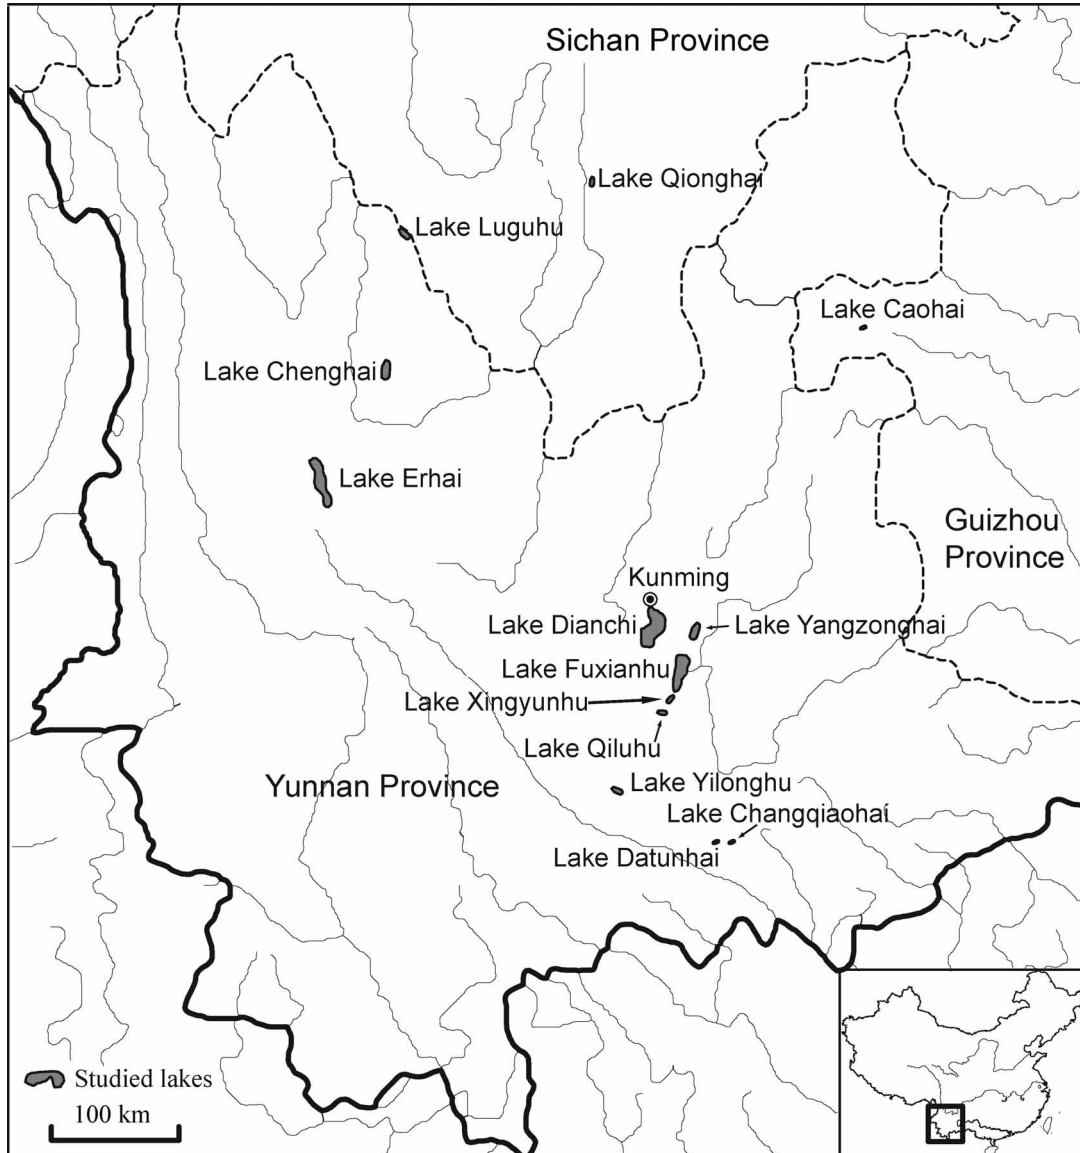 Sichan Province
Lake Qionghai
Lake Luguhu
Lake Caohai
Lake Chenghai
Lake Erhai
Guizhou
Province
Kunming
Lake Dianchi
Lake Yangzonghai
Lake Fuxianhu
Lake Xingyunhu
Lake Qiluhu
Yunnan Province
Lake Yilonghu
Lake Changqiaohai
Lake Datunhai
Studied lakes
100 km